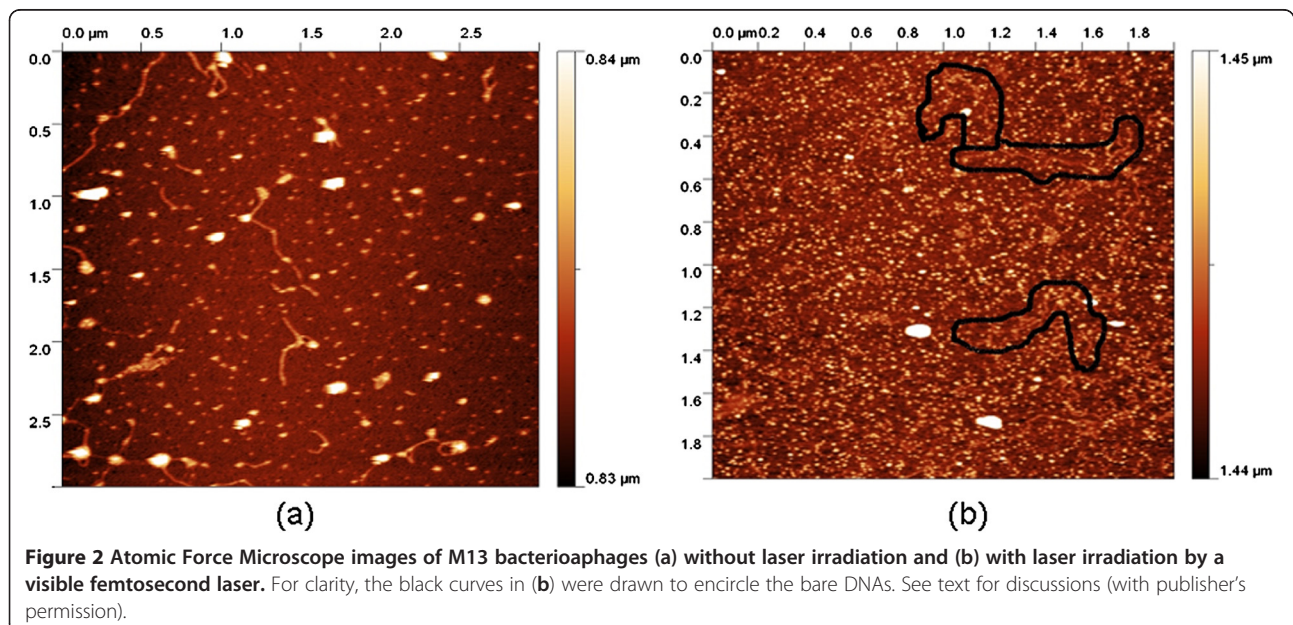 0.0 µm 0.5 1.0 1.5 2.0 2.5
0.0
0.5
1.0
1.5
2.0
2.5
0.84 µm
0.83 µm
(a)
0.0 µm 0.2 0.4 0.6 0.8 1.0 1.2 1.4 1.6 1.8
0.0
0.2
0.4
0.6
0.8
1.0
1.2
1.4
1.6
1.8
1.45 µm
1.44 µm
(b)
Figure 2 Atomic Force Microscope images of M13 bacterioaphages (a) without laser irradiation and (b) with laser irradiation by a
visible femtosecond laser. For clarity, the black curves in (b) were drawn to encircle the bare DNAs. See text for discussions (with publisher's
permission).